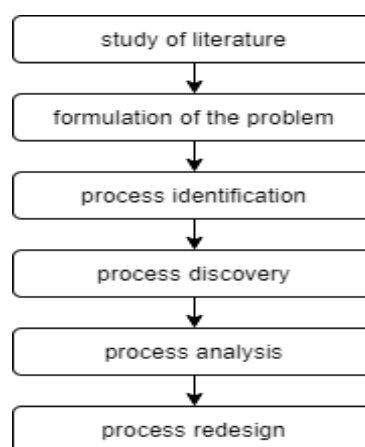 study of literature
formulation of the problem
process identification
process discovery
process analysis
process redesign